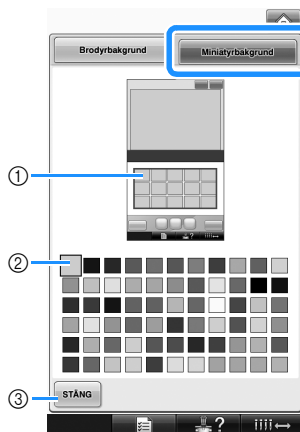 Brodyrbakgrund
Miniatyrbakgrund
①
②
③ STÄNG
?